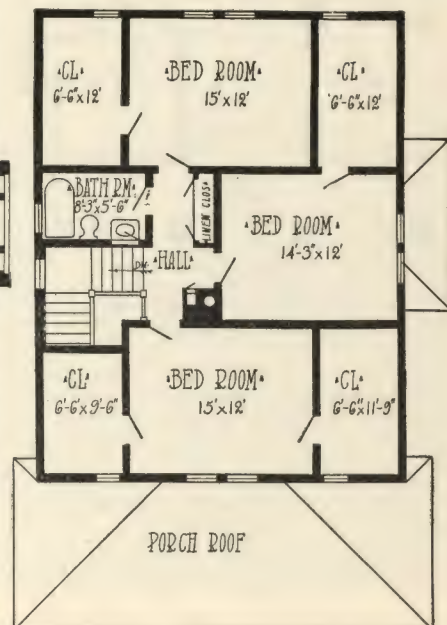 CL
6'-6"x12'
BED ROOM
15'x12'
CL
6'-6"x12'
BATH RM.
8'-3"x5'-6"
LINEN CLOS.
BED ROOM
14'-3"x12'
HALL
DN.
CL
6'-6"x9'-6"
BED ROOM
15'x12'
CL
6'-6"x11'-9"
PORCH ROOF